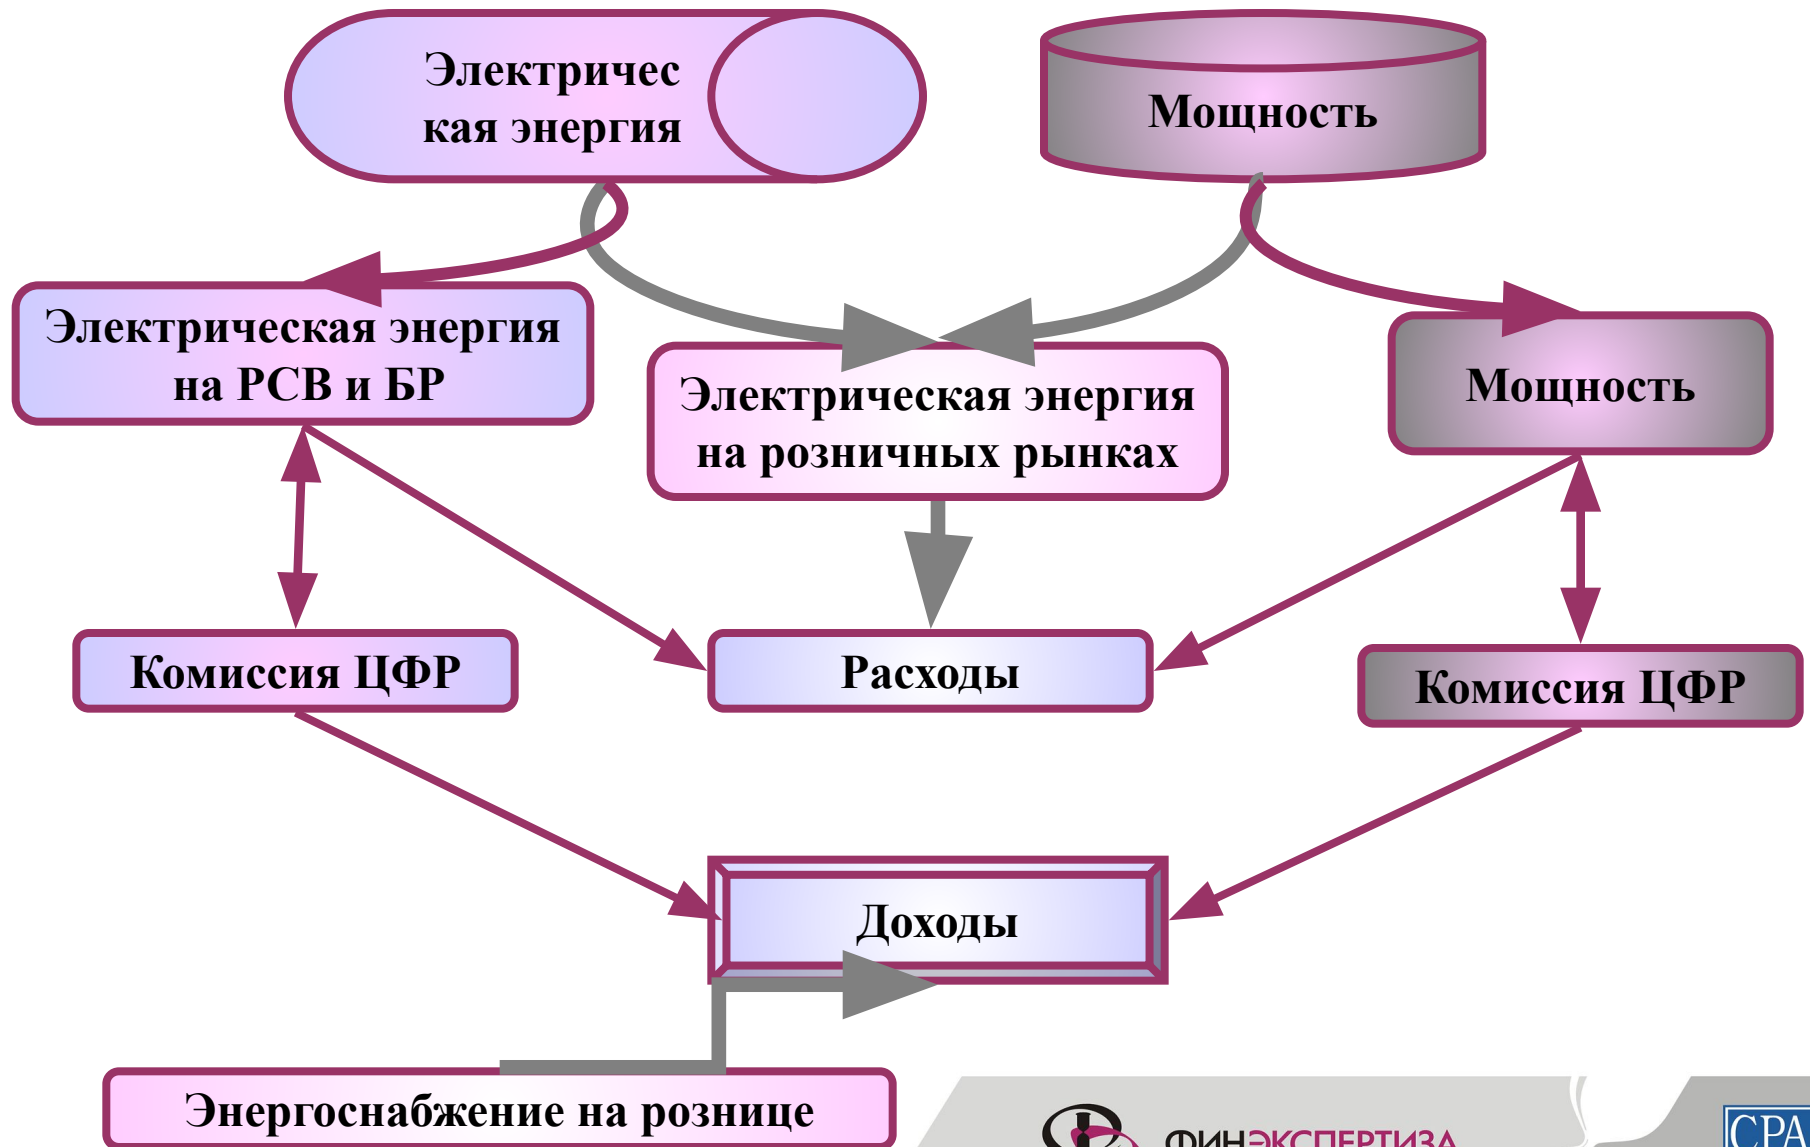 Электричес
кая энергия
Мощность
Электрическая энергия
на РСВ и БР
Электрическая энергия
на розничных рынках
Мощность
Комиссия ЦФР
Расходы
Комиссия ЦФР
Доходы
Энергоснабжение на рознице
ФИНЭКСПЕРТИЗА
CPA